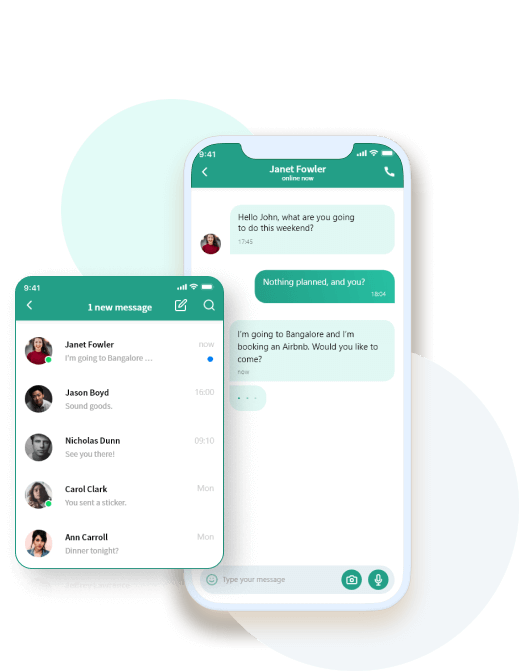 9:41
Janet Fowler
online now
Hello John, what are you going
to do this weekend?
17:45
Nothing planned, and you?
18:04
I'm going to Bangalore and I'm
booking an Airbnb. Would you like to
come?
now
Type your message
9:41
1 new message
Janet Fowler
now
I'm going to Bangalore ...
Jason Boyd
16:00
Sound goods.
Nicholas Dunn
09:10
See you there!
Carol Clark
Mon
You sent a sticker.
Ann Carroll
Mon
Dinner tonight?